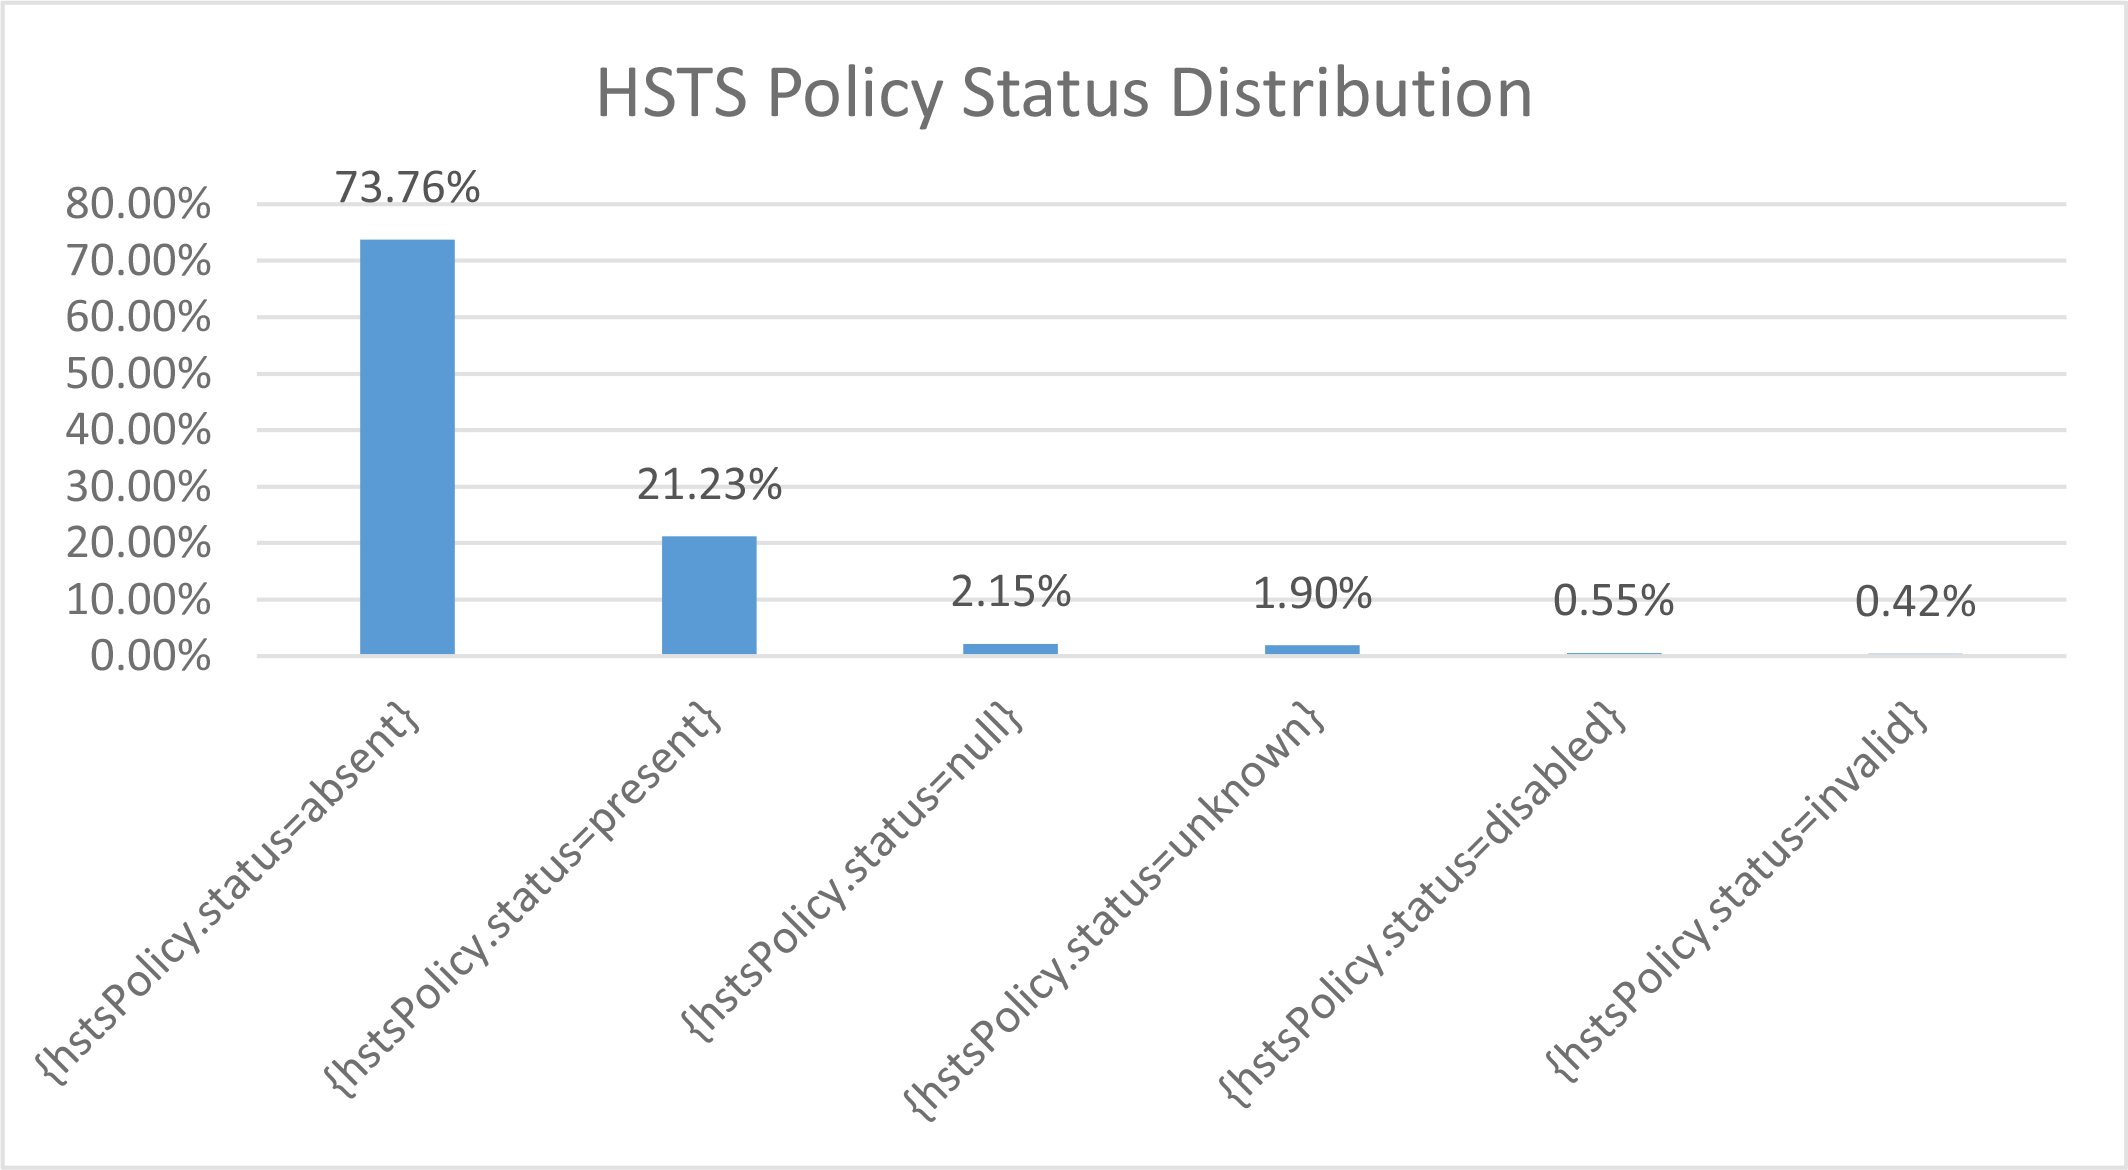 HSTS Policy Status Distribution
80.00%
70.00%
60.00%
50.00%
40.00%
30.00%
20.00%
10.00%
0.00%
73.76%
21.23%
2.15%
1.90%
0.55%
0.42%
{hstsPolicy.status=absent}
{hstsPolicy.status=present}
{hstsPolicy.status=null}
{hstsPolicy.status=unknown}
{hstsPolicy.status=disabled}
{hstsPolicy.status=invalid}